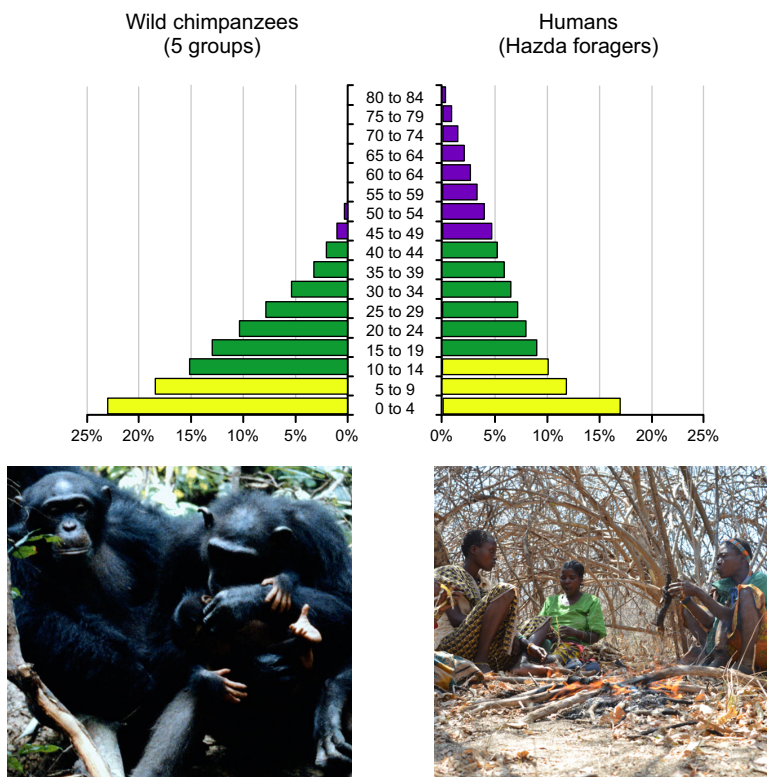 Wild chimpanzees
(5 groups)
Humans
(Hazda foragers)
80 to 84
75 to 79
70 to 74
65 to 64
60 to 64
55 to 59
50 to 54
45 to 49
40 to 44
35 to 39
30 to 34
25 to 29
20 to 24
15 to 19
10 to 14
5 to 9
0 to 4
25% 20% 15% 10% 5% 0%
0% 5% 10% 15% 20% 25%